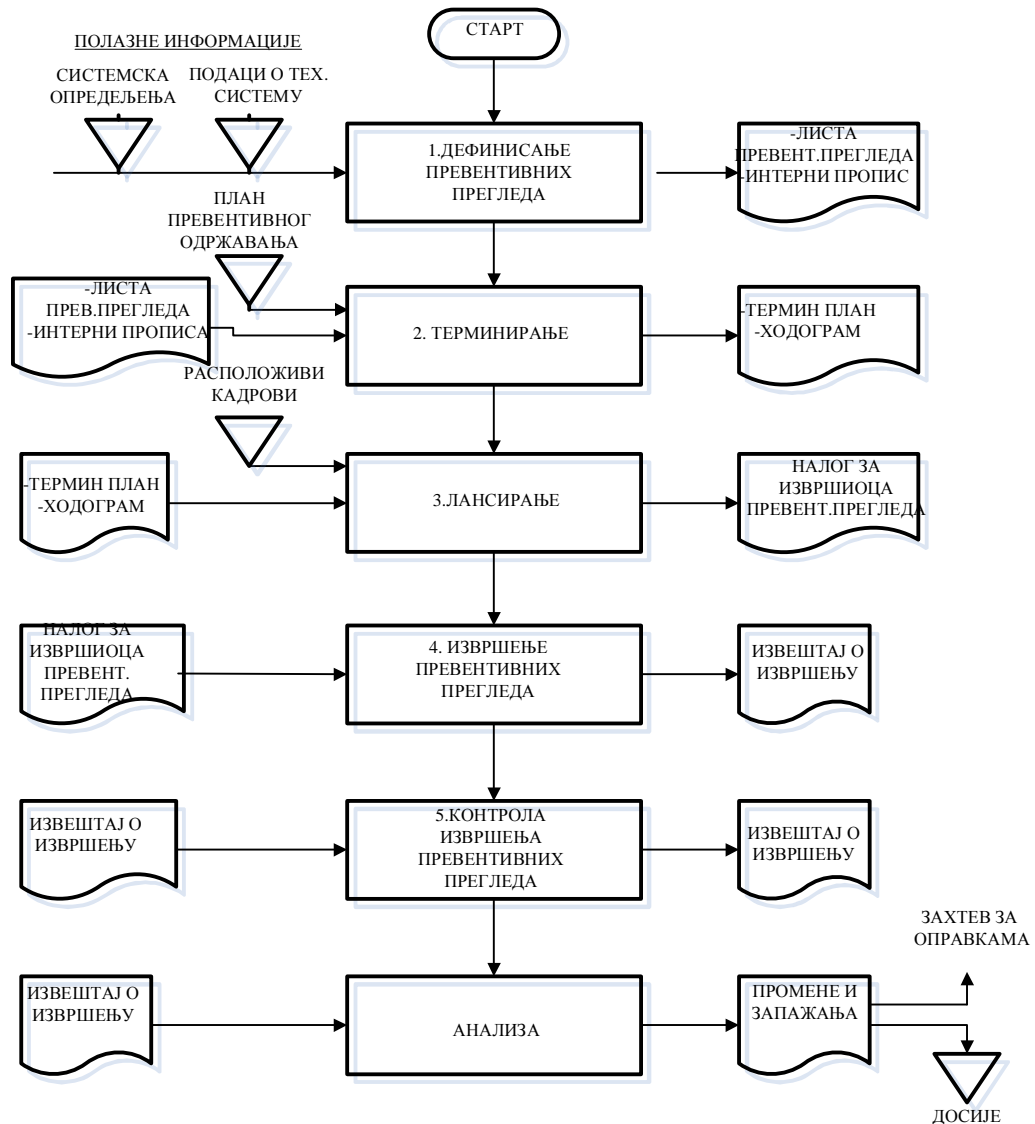 СТАРТ
ПОЛАЗНЕ ИНФОРМАЦИЈЕ
СИСТЕМСКА
ОПРЕДЕЉЕЊА
ПОДАЦИ О ТЕХ.
СИСТЕМУ
1.ДЕФИНИСАЊЕ
ПРЕВЕНТИВНИХ
ПРЕГЛЕДА
-ЛИСТА
ПРЕВЕНТ.ПРЕГЛЕДА
-ИНТЕРНИ ПРОПИС
ПЛАН
ПРЕВЕНТИВНОГ
ОДРЖАВАЊА
-ЛИСТА
ПРЕВ.ПРЕГЛЕДА
-ИНТЕРНИ ПРОПИСА
2. ТЕРМИНИРАЊЕ
-ТЕРМИН ПЛАН
-ХОДОГРАМ
РАСПОЛОЖИВИ
КАДРОВИ
-ТЕРМИН ПЛАН
-ХОДОГРАМ
3.ЛАНСИРАЊЕ
НАЛОГ ЗА
ИЗВРШИОЦА
ПРЕВЕНТ.ПРЕГЛЕДА
НАЛОГ ЗА
ИЗВРШИОЦА
ПРЕВЕНТ.
ПРЕГЛЕДА
4. ИЗВРШЕЊЕ
ПРЕВЕНТИВНИХ
ПРЕГЛЕДА
ИЗВЕШТАЈ О
ИЗВРШЕЊУ
ИЗВЕШТАЈ О
ИЗВРШЕЊУ
5.КОНТРОЛА
ИЗВРШЕЊА
ПРЕВЕНТИВНИХ
ПРЕГЛЕДА
ИЗВЕШТАЈ О
ИЗВРШЕЊУ
ИЗВЕШТАЈ О
ИЗВРШЕЊУ
АНАЛИЗА
ПРОМЕНЕ И
ЗАПАЖАЊА
ЗАХТЕВ ЗА
ОПРАВКАМА
ДОСИЈЕ